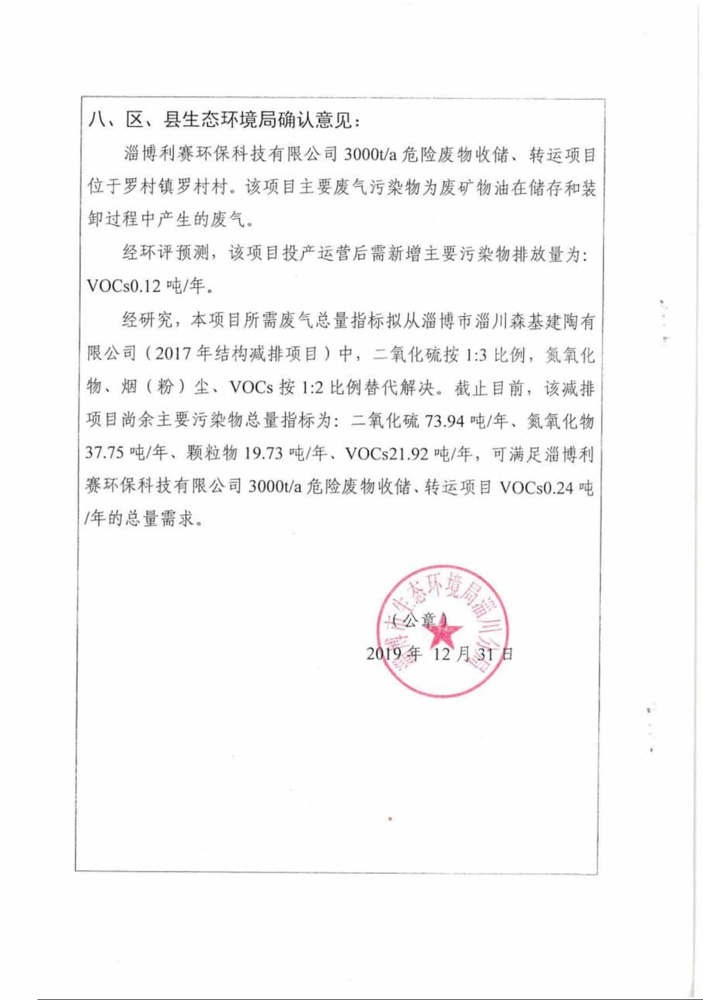 八、区、县生态环境局确认意见：
淄博利赛环保科技有限公司 3000t/a 危险废物收储、转运项目
位于罗村镇罗村村。该项目主要废气污染物为废矿物油在储存和装
卸过程中产生的废气。
经环评预测，该项目投产运营后需新增主要污染物排放量为：
VOCs0.12 吨/年。
经研究，本项目所需废气总量指标拟从淄博市淄川森基建陶有
限公司（2017 年结构减排项目）中，二氧化硫按 1:3 比例，氮氧化
物、烟（粉）尘、VOCs 按 1:2 比例替代解决。截止目前，该减排
项目尚余主要污染物总量指标为：二氧化硫 73.94 吨/年、氮氧化物
37.75 吨/年、颗粒物 19.73 吨/年、VOCs21.92 吨/年，可满足淄博利
赛环保科技有限公司 3000t/a 危险废物收储、转运项目 VOCs0.24 吨
/年的总量需求。
淄博市生态环境局淄川分局
（公章）
2019 年 12 月 31 日